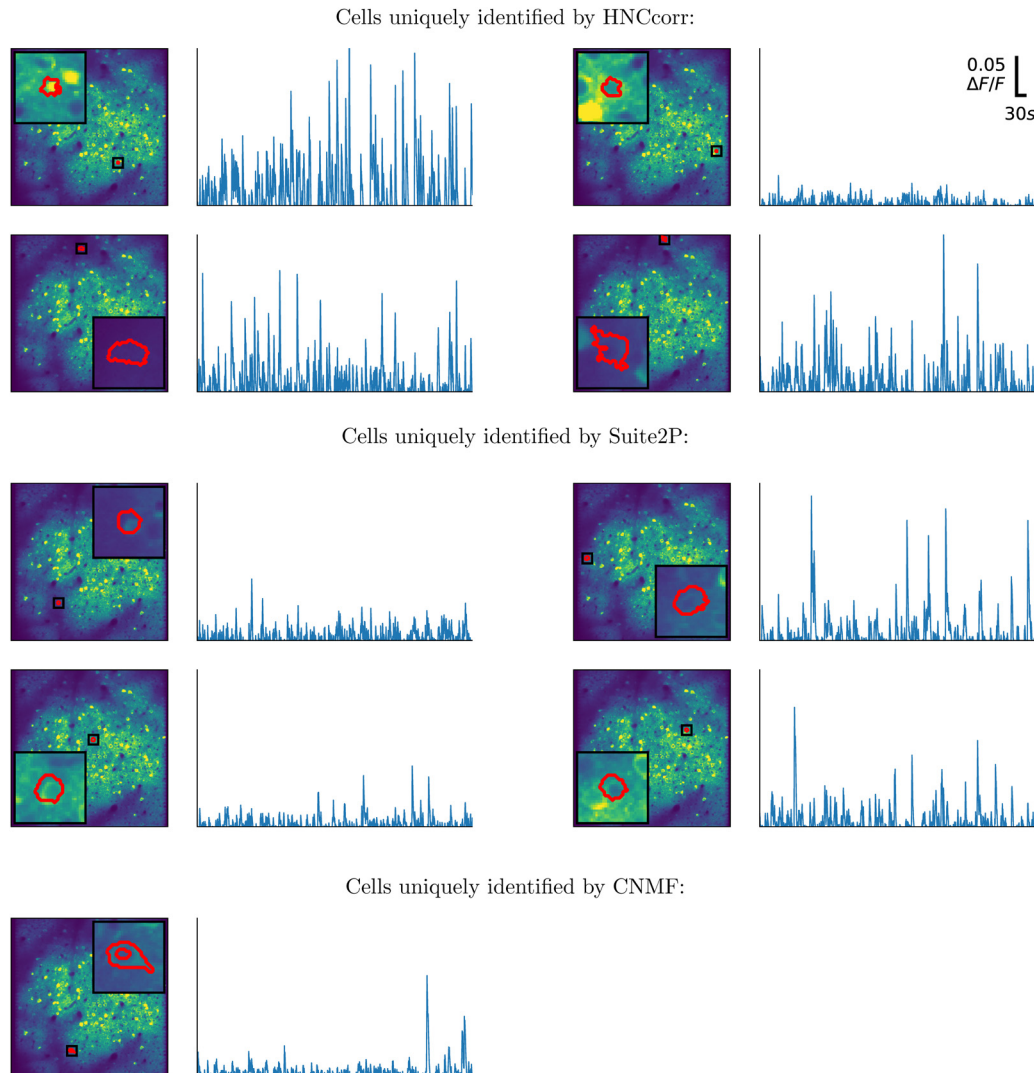 Cells uniquely identified by HNCcorr:
0.05
ΔF/F
30s
Cells uniquely identified by Suite2P:
Cells uniquely identified by CNMF: